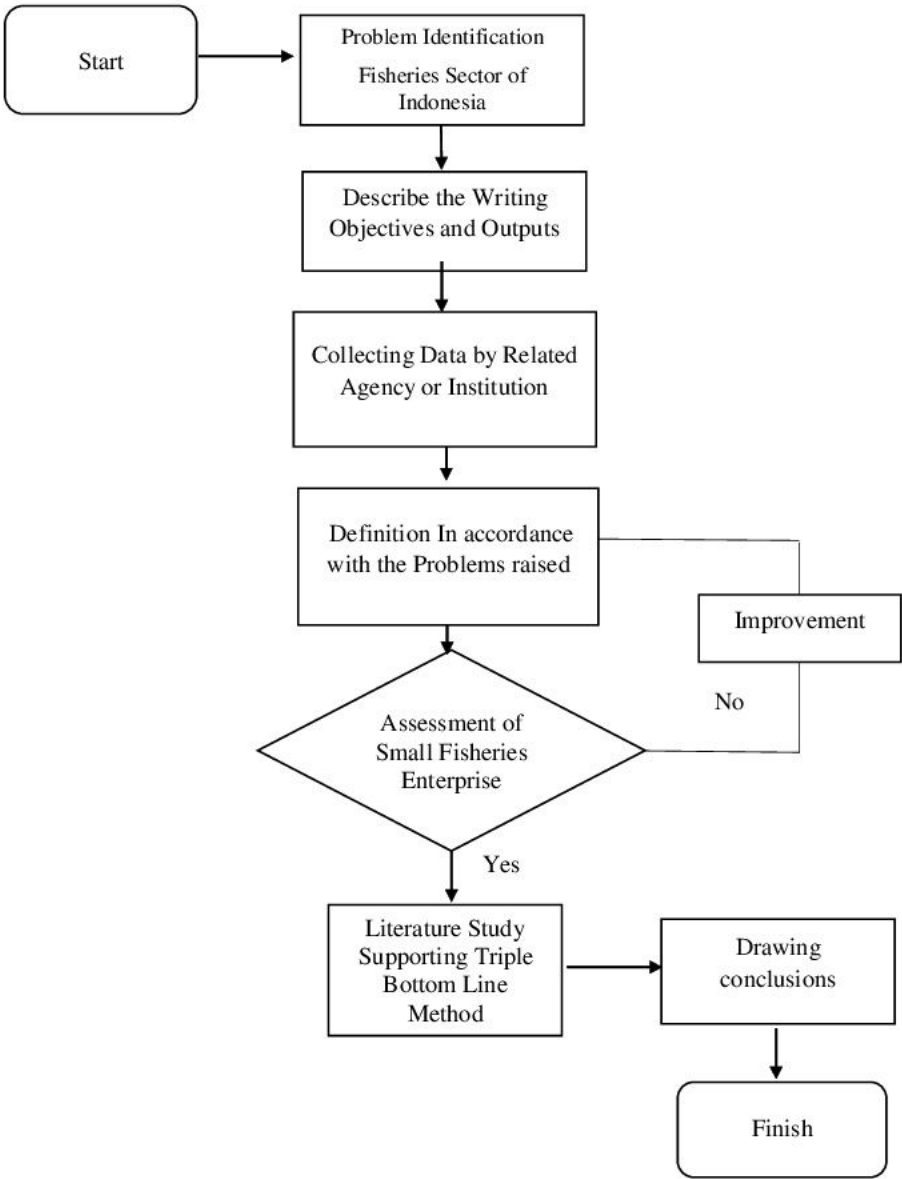 Start
Problem Identification
Fisheries Sector of
Indonesia
Describe the Writing
Objectives and Outputs
Collecting Data by Related
Agency or Institution
Definition In accordance
with the Problems raised
Improvement
No
Assessment of
Small Fisheries
Enterprise
Yes
Literature Study
Supporting Triple
Bottom Line
Method
Drawing
conclusions
Finish